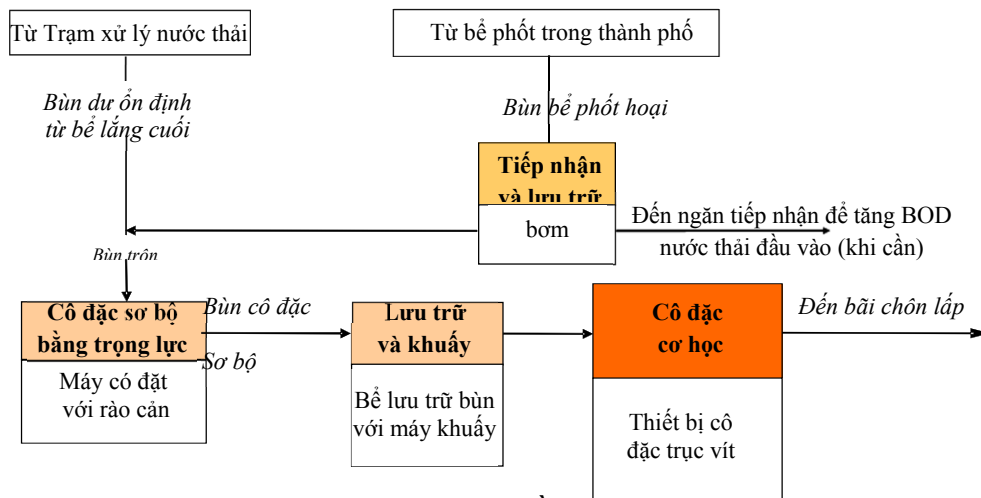 Từ Trạm xử lý nước thải
Từ bể phốt trong thành phố
Bùn dư ổn định
từ bể lắng cuối
Bùn bể phốt hoại
Tiếp nhận
và lưu trữ
bơm
Đến ngăn tiếp nhận để tăng BOD
nước thải đầu vào (khi cần)
Bùn trộn
Cô đặc sơ bộ
bằng trọng lực
Máy có đặt
với rào cản
Bùn cô đặc
Sơ bộ
Lưu trữ
và khuấy
Bể lưu trữ bùn
với máy khuấy
Cô đặc
cơ học
Thiết bị cô
đặc trục vít
Đến bãi chôn lấp